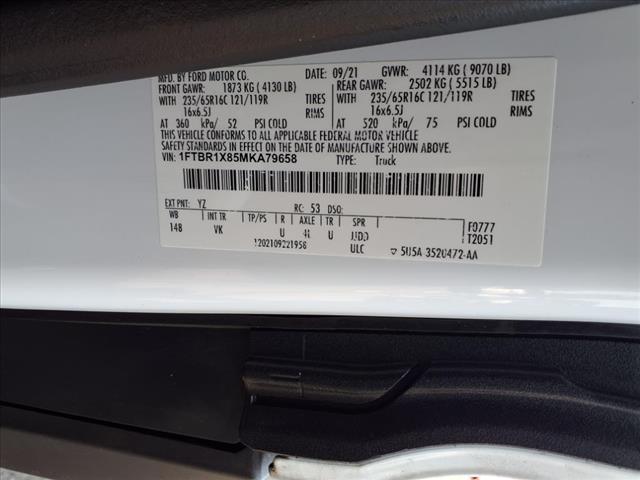 MFD. BY FORD MOTOR CO. DATE: 09/21 GVWR: 4114 KG ( 9070 LB)
FRONT GAWR: 1873 KG ( 4130 LB) REAR GAWR: 2502 KG ( 5515 LB)
WITH WITH
235/65R16C 121/119R TIRES 235/65R16C 121/119R TIRES
16x6.5J RIMS 16x6.5J RIMS
AT 360 kPa/ 52 PSI COLD AT 520 kPa/ 75 PSI COLD
THIS VEHICLE CONFORMS TO ALL APPLICABLE FEDERAL MOTOR VEHICLE
SAFETY STANDARDS IN EFFECT ON THE DATE OF MANUFACTURE SHOWN ABOVE.
VIN: 1FTBR1X85MKA79658 TYPE: Truck
EXT PNT: YZ RC: 53 DSO:
WB INT TR TP/PS R AXLE TR SPR F0777
148 VK U U T2051
1202109221958 ULC 5U5A 3520472-AA